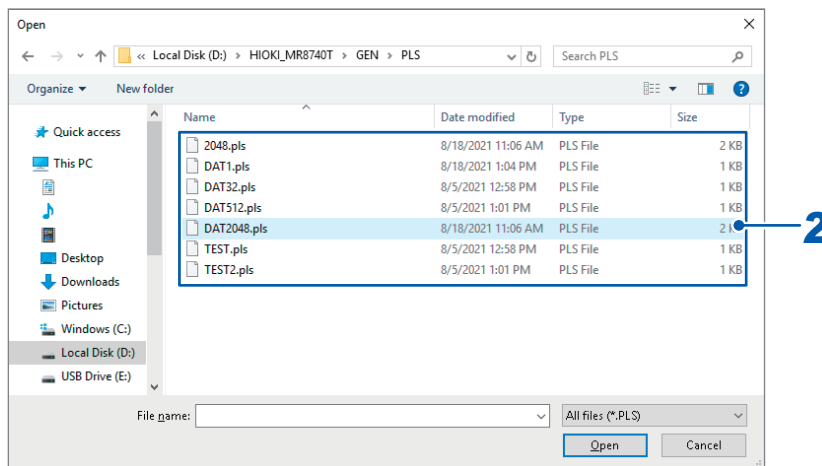 Open
« Local Disk (D:) > HIOKI_MR8740T > GEN > PLS
Search PLS
Organize
New folder
Name Date modified Type Size
Quick access
This PC
Desktop
Downloads
Pictures
Windows (C:)
Local Disk (D:)
USB Drive (E:)
2048.pls 8/18/2021 11:06 AM PLS File 2 KB
DAT1.pls 8/18/2021 1:04 PM PLS File 1 KB
DAT32.pls 8/5/2021 12:58 PM PLS File 1 KB
DAT512.pls 8/5/2021 1:01 PM PLS File 1 KB
DAT2048.pls 8/18/2021 11:06 AM PLS File 2
TEST.pls 8/5/2021 12:58 PM PLS File 1 KB
TEST2.pls 8/5/2021 1:01 PM PLS File 1 KB
2
File name:
All files (*.PLS)
Open
Cancel